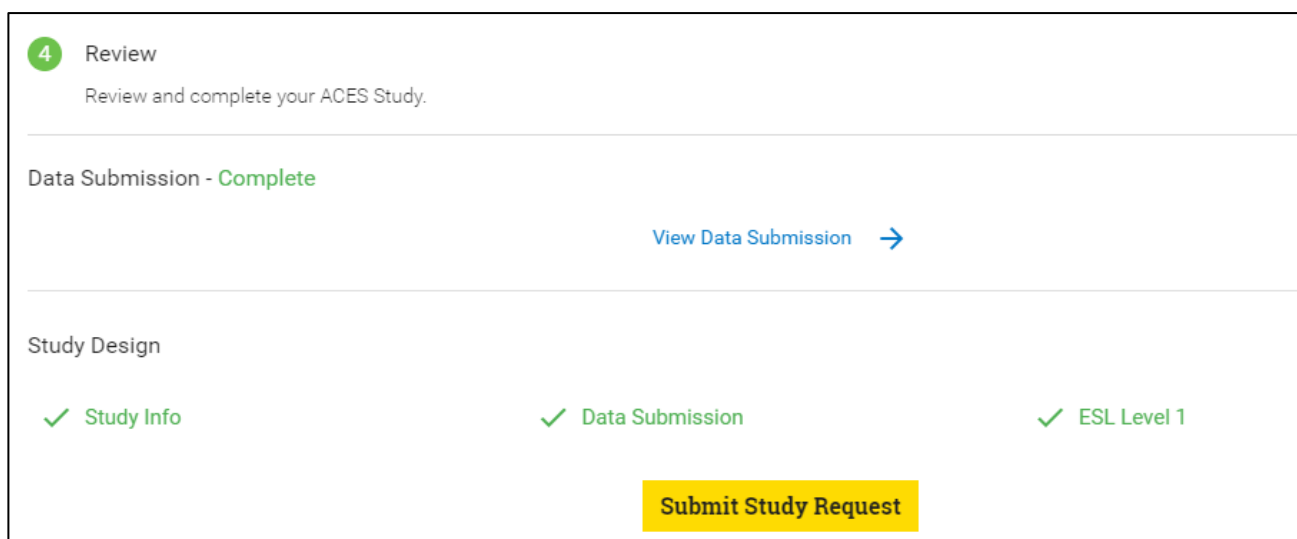 4 Review
Review and complete your ACES Study.
Data Submission - Complete
View Data Submission →
Study Design
✓ Study Info ✓ Data Submission ✓ ESL Level 1
Submit Study Request